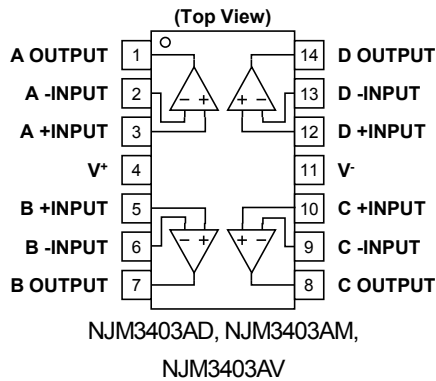 (Top View)
A OUTPUT 1 14 D OUTPUT
A -INPUT 2 − + + − 13 D -INPUT
A +INPUT 3 12 D +INPUT
V⁺ 4 11 V⁻
B +INPUT 5 10 C +INPUT
B -INPUT 6 − + + − 9 C -INPUT
B OUTPUT 7 8 C OUTPUT
NJM3403AD, NJM3403AM,
NJM3403AV